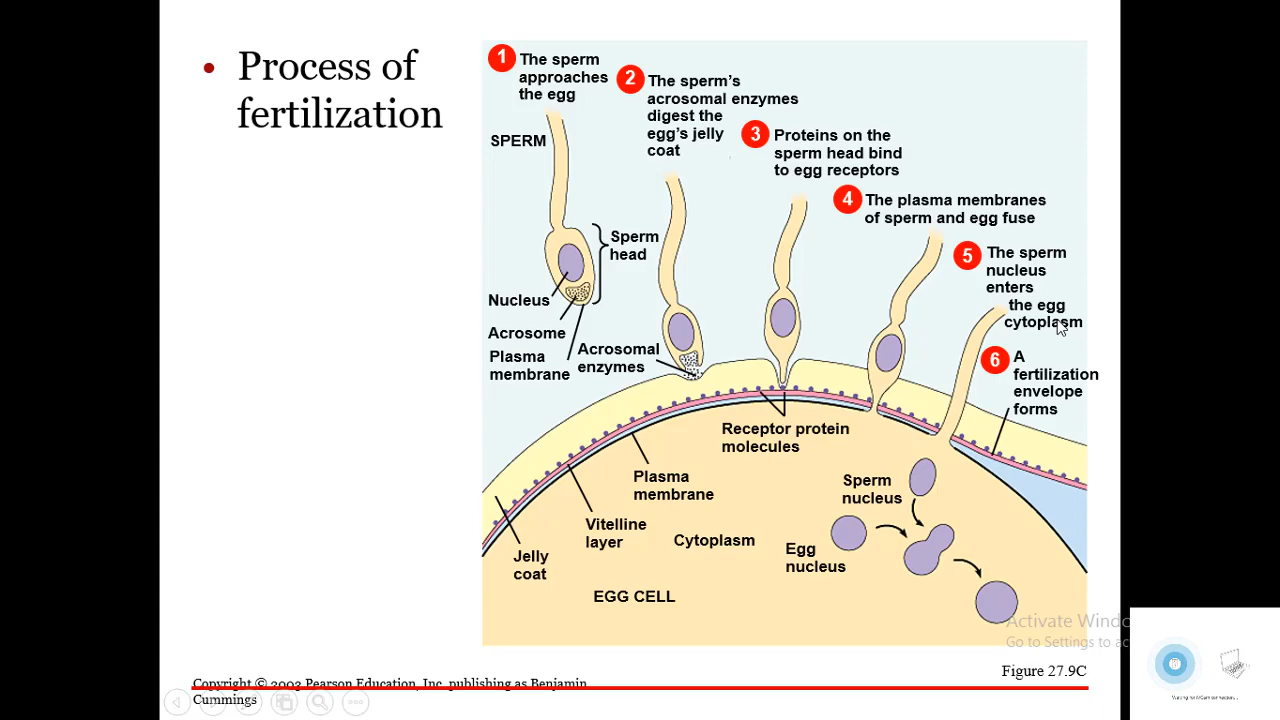 Process of
fertilization
1
The sperm
approaches
the egg
2
The sperm's
acrosomal enzymes
digest the
egg's jelly
coat
3
Proteins on the
sperm head bind
to egg receptors
4
The plasma membranes
of sperm and egg fuse
5
The sperm
nucleus
enters
the egg
cytoplasm
6
A
fertilization
envelope
forms
SPERM
Sperm
head
Nucleus
Acrosome
Plasma
membrane
Acrosomal
enzymes
Receptor protein
molecules
Plasma
membrane
Vitelline
layer
Cytoplasm
Jelly
coat
EGG CELL
Sperm
nucleus
Egg
nucleus
Activate Windo
Go to Settings to ac
Figure 27.9C
Copyright © 2003 Pearson Education, Inc. publishing as Benjamin
Cummings